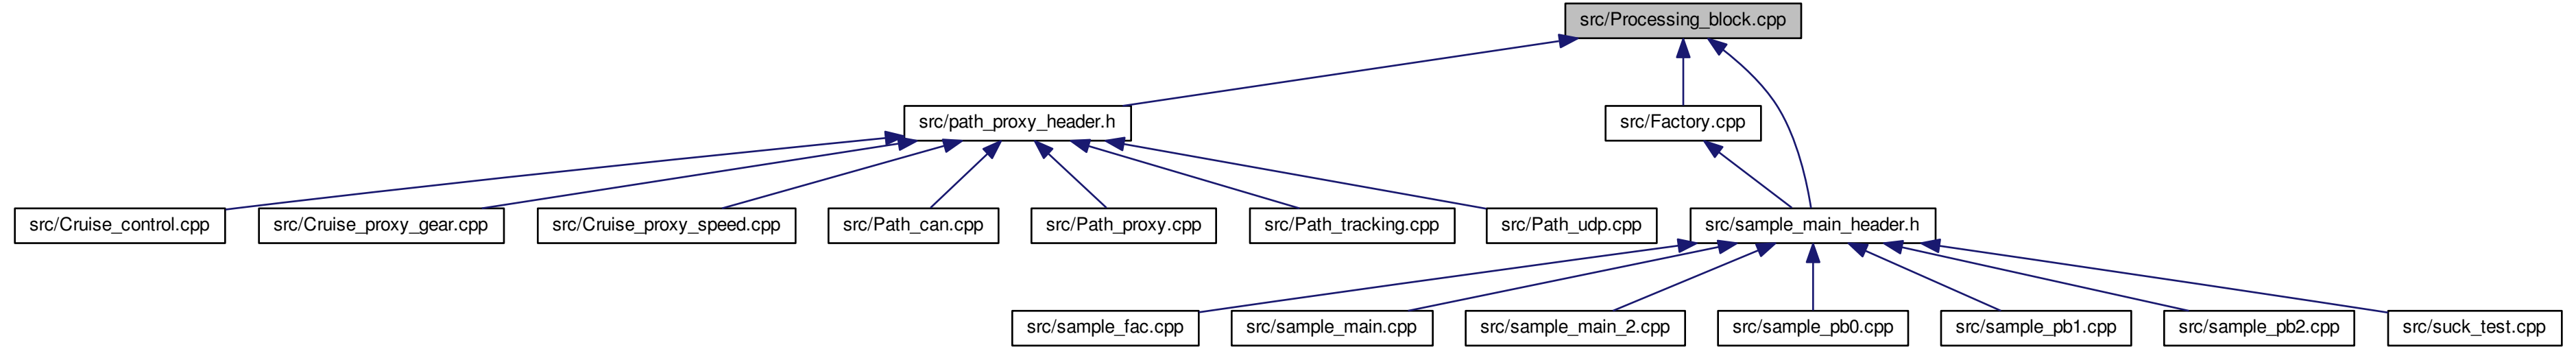 src/Processing_block.cpp
src/path_proxy_header.h
src/Factory.cpp
src/Cruise_control.cpp
src/Cruise_proxy_gear.cpp
src/Cruise_proxy_speed.cpp
src/Path_can.cpp
src/Path_proxy.cpp
src/Path_tracking.cpp
src/Path_udp.cpp
src/sample_main_header.h
src/sample_fac.cpp
src/sample_main.cpp
src/sample_main_2.cpp
src/sample_pb0.cpp
src/sample_pb1.cpp
src/sample_pb2.cpp
src/suck_test.cpp